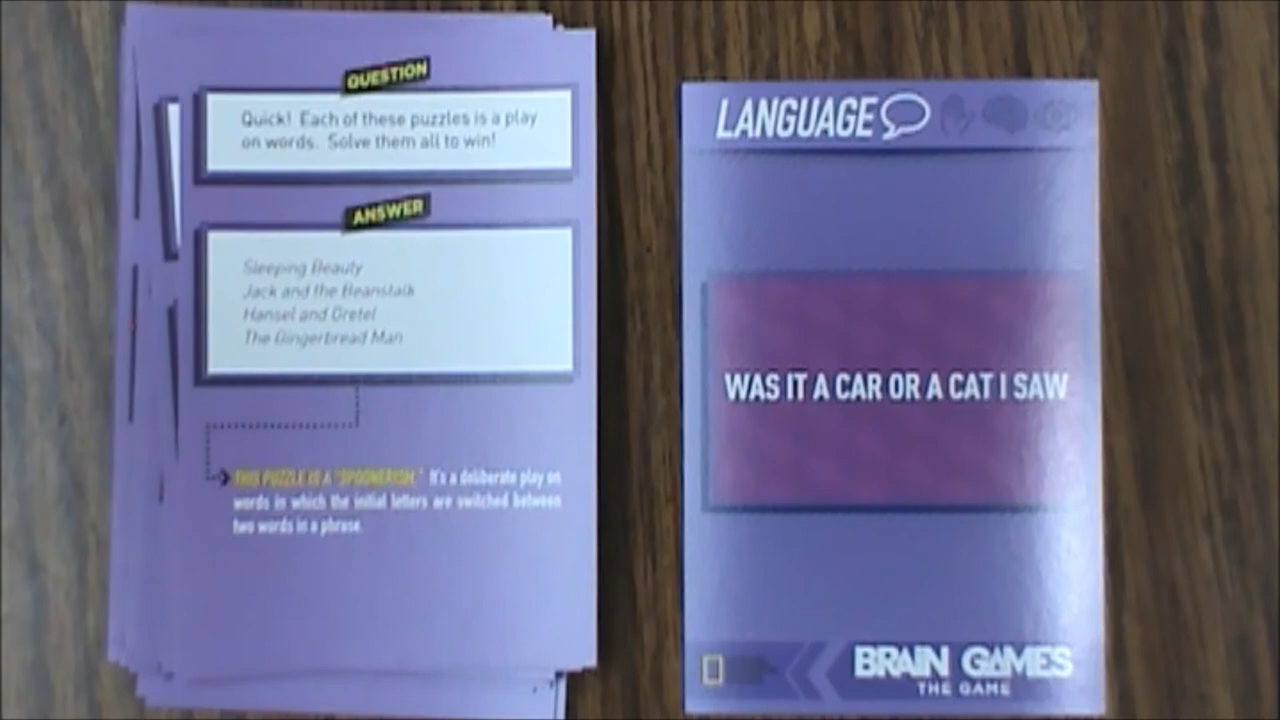 QUESTION
Quick! Each of these puzzles is a play
on words. Solve them all to win!
ANSWER
Sleeping Beauty
Jack and the Beanstalk
Hansel and Gretel
The Gingerbread Man
THIS PUZZLE IS A "SPOONERISM." It's a deliberate play on
words in which the initial letters are switched between
two words in a phrase.
LANGUAGE
WAS IT A CAR OR A CAT I SAW
BRAIN GAMES
THE GAME